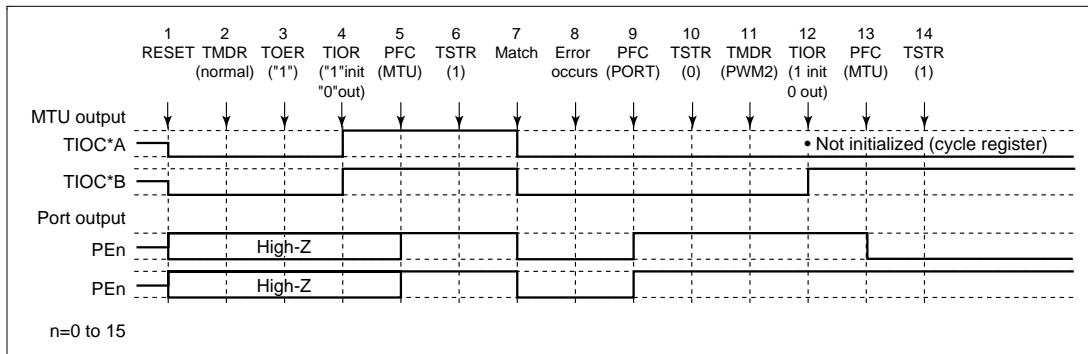 1 2 3 4 5 6 7 8 9 10 11 12 13 14
RESET TMDR TOER TIOR PFC TSTR Match Error PFC TSTR TMDR TIOR PFC TSTR
(normal) ("1") ("1"init (MTU) (1) occurs (PORT) (0) (PWM2) (1 init (MTU) (1)
"0"out) 0 out)
MTU output
TIOC*A
• Not initialized (cycle register)
TIOC*B
Port output
PEn
High-Z
PEn
High-Z
n=0 to 15